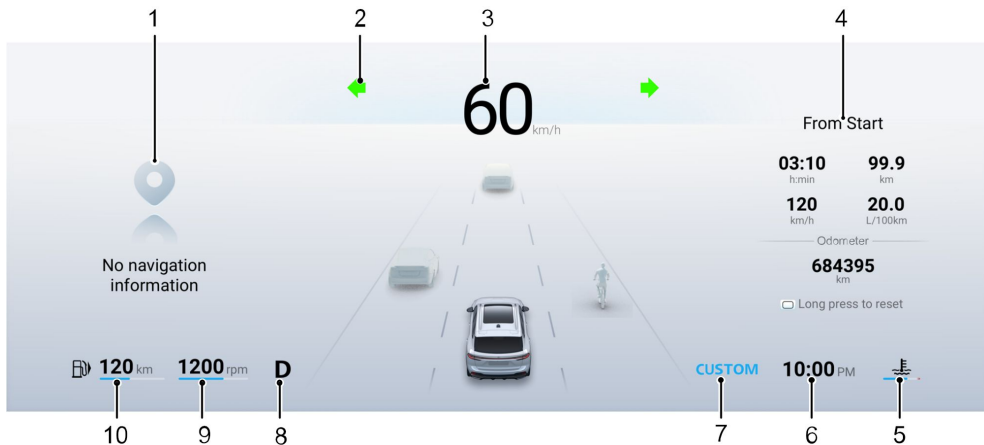 1 2 3 4
60 km/h
From Start
03:10 99.9
h:min km
120 20.0
km/h L/100km
Odometer
684395
km
Long press to reset
No navigation
information
120 km 1200 rpm D CUSTOM 10:00 PM
10 9 8 7 6 5